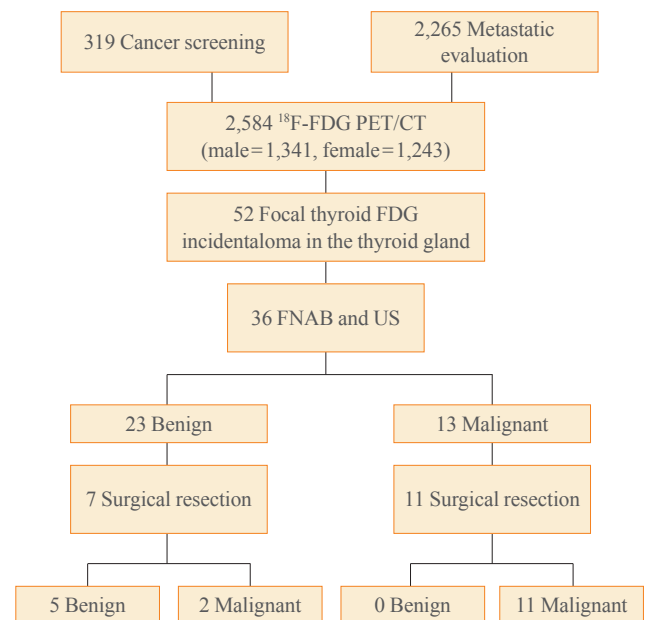 319 Cancer screening
2,265 Metastatic
evaluation
2,584 ¹⁸F-FDG PET/CT
(male=1,341, female=1,243)
52 Focal thyroid FDG
incidentaloma in the thyroid gland
36 FNAB and US
23 Benign
13 Malignant
7 Surgical resection
11 Surgical resection
5 Benign
2 Malignant
0 Benign
11 Malignant